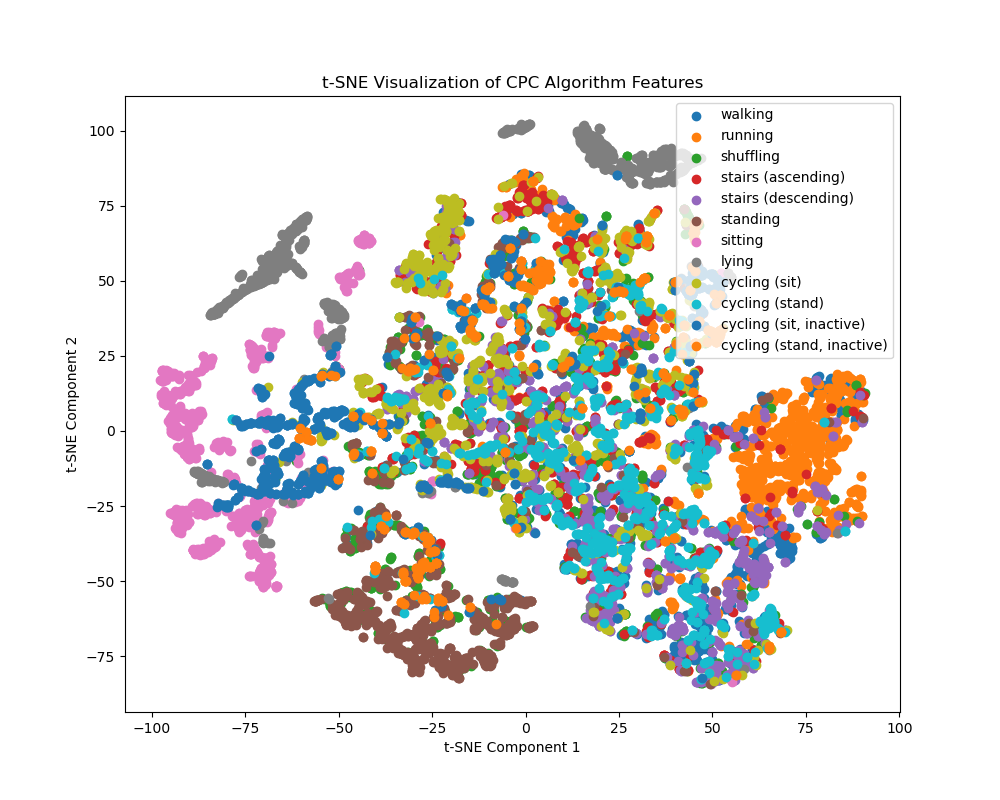 t-SNE Visualization of CPC Algorithm Features
walking
running
shuffling
stairs (ascending)
stairs (descending)
standing
sitting
lying
cycling (sit)
cycling (stand)
cycling (sit, inactive)
cycling (stand, inactive)
100
75
50
25
0
−25
−50
−75
t-SNE Component 2
−100
−75
−50
−25
0
25
50
75
100
t-SNE Component 1